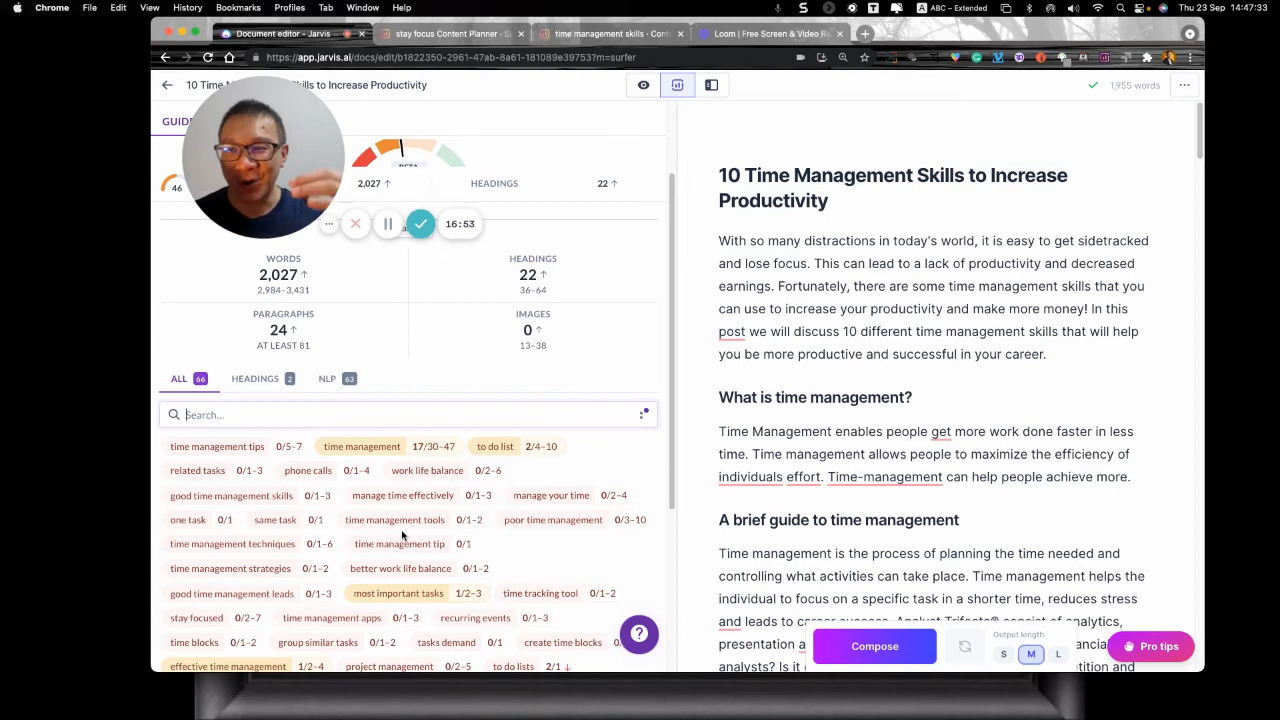 Chrome File Edit View History Bookmarks Profiles Tab Window Help
ABC – Extended
Thu 23 Sep 14:47:33
Document editor - Jarvis
stay focus Content Planner - S
time management skills - Cont
Loom | Free Screen & Video R
https://app.jarvis.ai/docs/edit/b1822350-2961-47ab-8a61-181089e39753?m=surfer
10 Time M
kills to Increase Productivity
1,955 words
GUID
BETA
46
2,027 ↑
HEADINGS
22 ↑
16:53
WORDS
2,027 ↑
2,984–3,431
HEADINGS
22 ↑
36–64
PARAGRAPHS
24 ↑
AT LEAST 81
IMAGES
0 ↑
13–38
ALL 66
HEADINGS 2
NLP 63
Search...
time management tips 0/5–7 time management 17/30–47 to do list 2/4–10
related tasks 0/1–3 phone calls 0/1–4 work life balance 0/2–6
good time management skills 0/1–3 manage time effectively 0/1–3 manage your time 0/2–4
one task 0/1 same task 0/1 time management tools 0/1–2 poor time management 0/3–10
time management techniques 0/1–6 time management tip 0/1
time management strategies 0/1–2 better work life balance 0/1–2
good time management leads 0/1–3 most important tasks 1/2–3 time tracking tool 0/1–2
stay focused 0/2–7 time management apps 0/1–3 recurring events 0/1–3
time blocks 0/1–2 group similar tasks 0/1–2 tasks demand 0/1 create time blocks 0
effective time management 1/2–4 project management 0/2–5 to do lists 2/1 ↓
10 Time Management Skills to Increase
Productivity
With so many distractions in today's world, it is easy to get sidetracked
and lose focus. This can lead to a lack of productivity and decreased
earnings. Fortunately, there are some time management skills that you
can use to increase your productivity and make more money! In this
post we will discuss 10 different time management skills that will help
you be more productive and successful in your career.
What is time management?
Time Management enables people get more work done faster in less
time. Time management allows people to maximize the efficiency of
individuals effort. Time-management can help people achieve more.
A brief guide to time management
Time management is the process of planning the time needed and
controlling what activities can take place. Time management helps the
individual to focus on a specific task in a shorter time, reduces stress
and leads to career success. Analyst Trifecta® consist of analytics,
presentation a
ancial
analysts? Is it
tition and
Compose
Output length
S M L
Pro tips